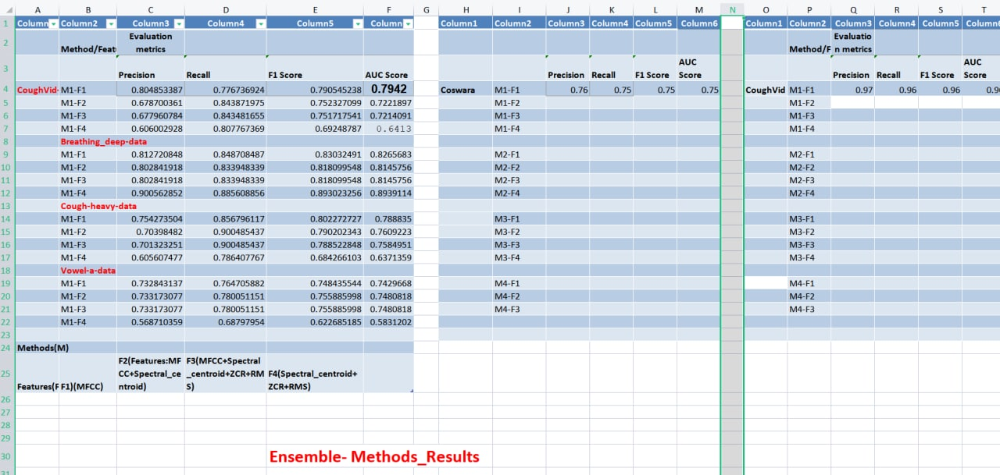 A B C D E F G H I J K L M N O P Q R S T
1 Column Column2 Column3 Column4 Column5 Column Column1 Column2 Column3 Column4 Column5 Column6 Column1 Column2 Column3 Column4 Column5 Column6
2 Method/Feat Evaluation metrics Method/F Evaluatio n metrics
3 Precision Recall F1 Score AUC Score Precision Recall F1 Score AUC Score Precision Recall F1 Score AUC Score
4 CoughVid- M1-F1 0.804853387 0.776736924 0.790545238 0.7942 Coswara M1-F1 0.76 0.75 0.75 0.75 CoughVid M1-F1 0.97 0.96 0.96
5 M1-F2 0.678700361 0.843871975 0.752327099 0.7221897 M1-F2 M1-F2
6 M1-F3 0.677960784 0.843481655 0.751717541 0.7214091 M1-F3 M1-F3
7 M1-F4 0.606002928 0.807767369 0.69248787 0.6413 M1-F4 M1-F4
8 Breathing_deep-data
9 M1-F1 0.812720848 0.848708487 0.83032491 0.8265683 M2-F1 M2-F1
10 M1-F2 0.802841918 0.833948339 0.818099548 0.8145756 M2-F2 M2-F2
11 M1-F3 0.802841918 0.833948339 0.818099548 0.8145756 M2-F3 M2-F3
12 M1-F4 0.900562852 0.885608856 0.893023256 0.8939114 M2-F4 M2-F4
13 Cough-heavy-data
14 M1-F1 0.754273504 0.856796117 0.802272727 0.788835 M3-F1 M3-F1
15 M1-F2 0.70398482 0.900485437 0.790202343 0.7609223 M3-F2 M3-F2
16 M1-F3 0.701323251 0.900485437 0.788522848 0.7584951 M3-F3 M3-F3
17 M1-F4 0.605607477 0.786407767 0.684266103 0.6371359 M3-F4 M3-F4
18 Vowel-a-data
19 M1-F1 0.732843137 0.764705882 0.748435544 0.7429668 M4-F1 M4-F1
20 M1-F2 0.733173077 0.780051151 0.755885998 0.7480818 M4-F2 M4-F2
21 M1-F3 0.733173077 0.780051151 0.755885998 0.7480818 M4-F3 M4-F3
22 M1-F4 0.568710359 0.68797954 0.622685185 0.5831202
23
24 Methods(M)
25 Features(F F1)(MFCC) F2(Features:MFCC+Spectral_centroid) F3(MFCC+Spectral_centroid+ZCR+RMS) F4(Spectral_centroid+ZCR+RMS)
26
27
28
29
30 Ensemble- Methods_Results
31